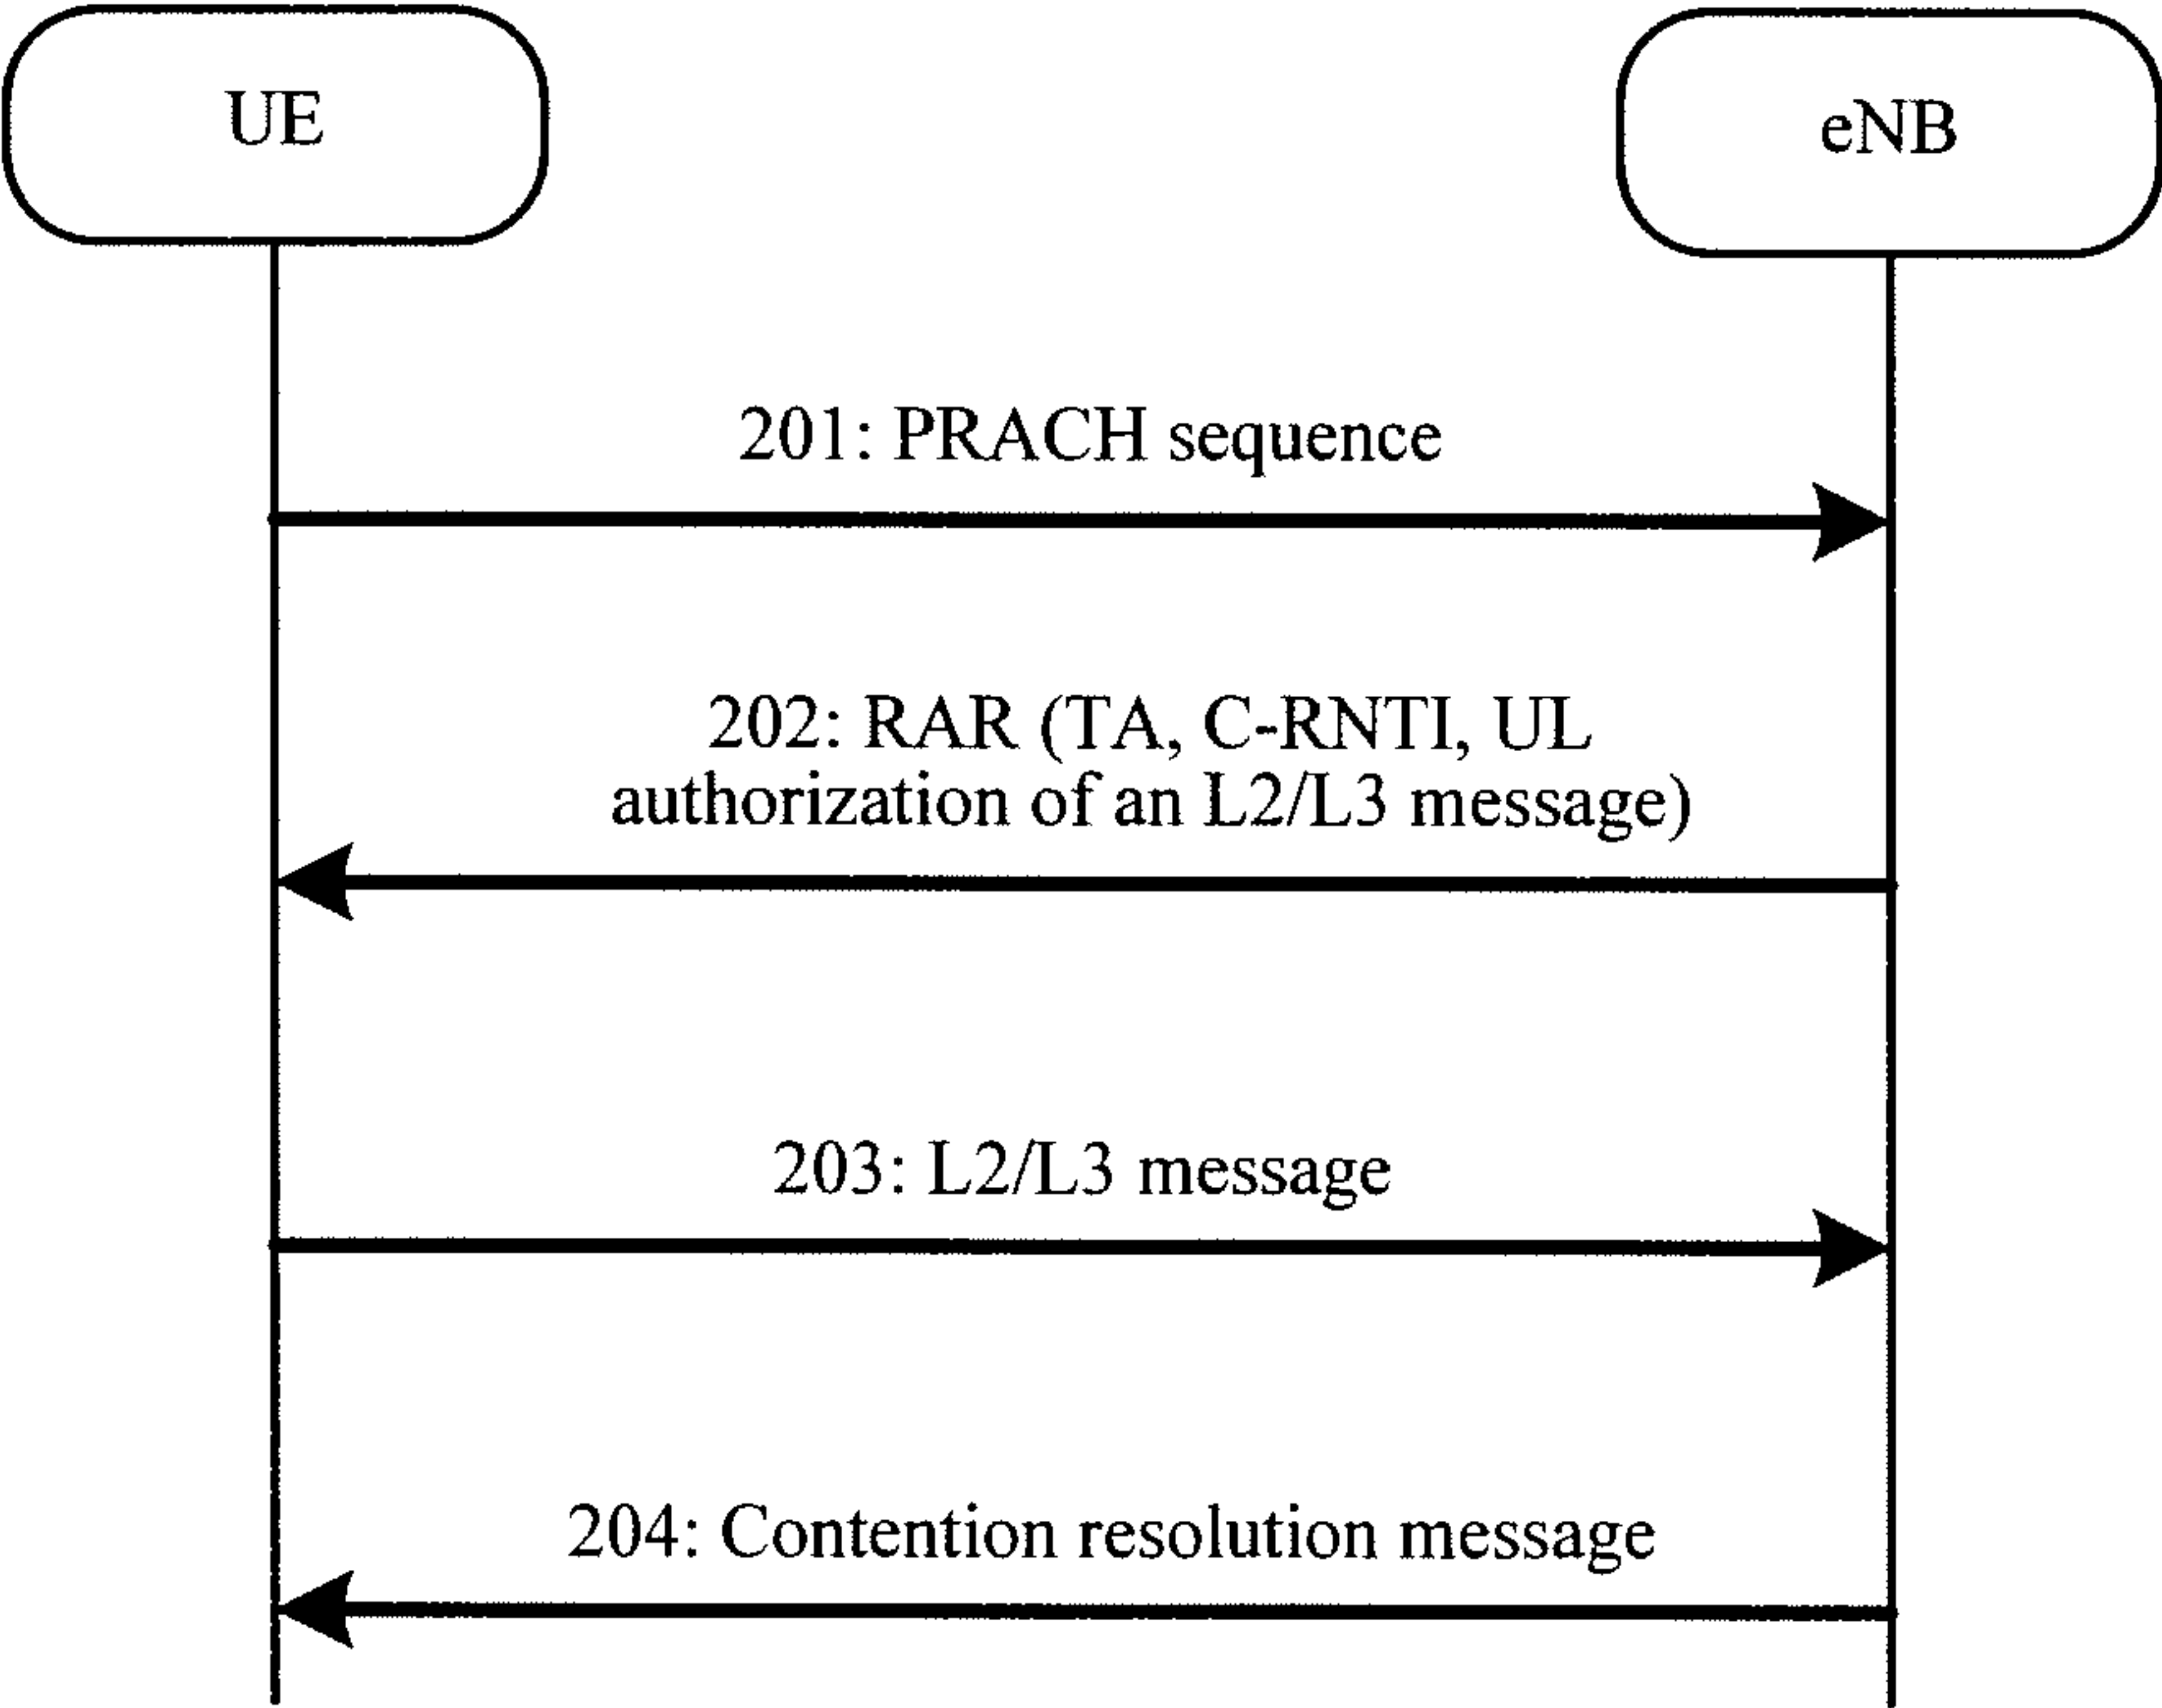 UE
eNB
201: PRACH sequence
202: RAR (TA, C-RNTI, UL
authorization of an L2/L3 message)
203: L2/L3 message
204: Contention resolution message